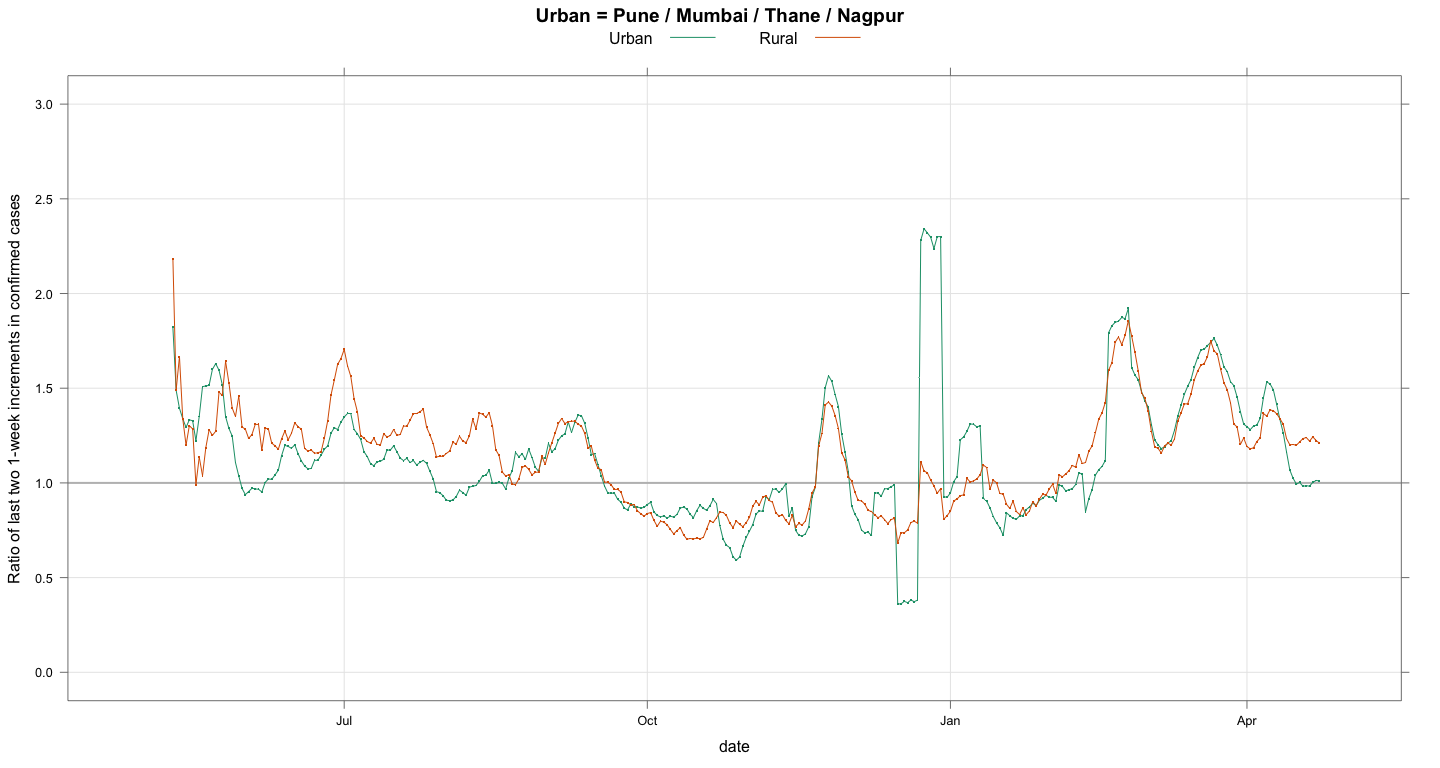 Urban = Pune / Mumbai / Thane / Nagpur
Urban Rural
Ratio of last two 1-week increments in confirmed cases
3.0
2.5
2.0
1.5
1.0
0.5
0.0
Jul Oct Jan Apr
date